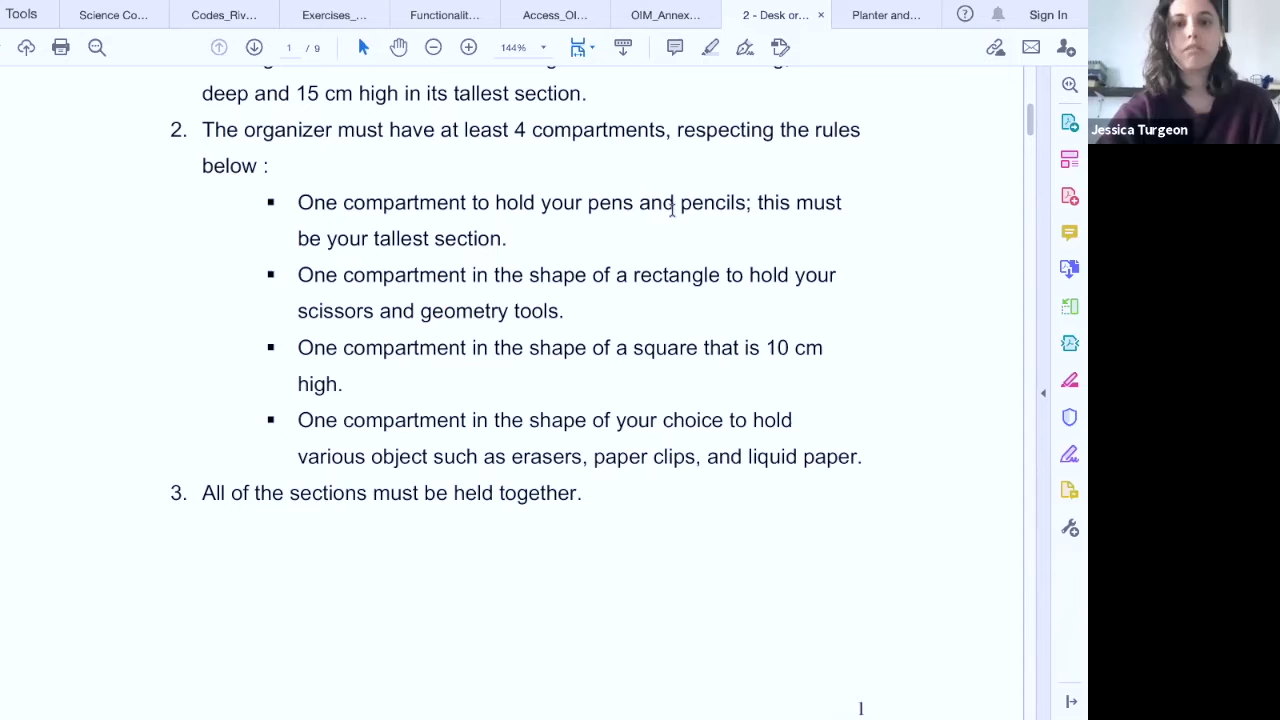 Tools
Science Co...
Codes_Riv...
Exercises_...
Functionalit...
Access_OI...
OIM_Annex...
2 - Desk or...
Planter and...
Sign In
1 / 9
144%
deep and 15 cm high in its tallest section.
2. The organizer must have at least 4 compartments, respecting the rules
below :
▪ One compartment to hold your pens and pencils; this must
be your tallest section.
▪ One compartment in the shape of a rectangle to hold your
scissors and geometry tools.
▪ One compartment in the shape of a square that is 10 cm
high.
▪ One compartment in the shape of your choice to hold
various object such as erasers, paper clips, and liquid paper.
3. All of the sections must be held together.
1
Jessica Turgeon